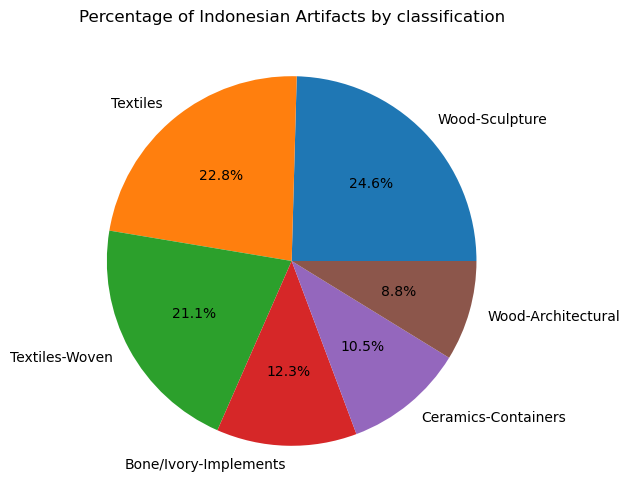 Percentage of Indonesian Artifacts by classification
Textiles
Wood-Sculpture
22.8%
24.6%
8.8%
21.1%
Wood-Architectural
10.5%
Textiles-Woven
12.3%
Ceramics-Containers
Bone/Ivory-Implements